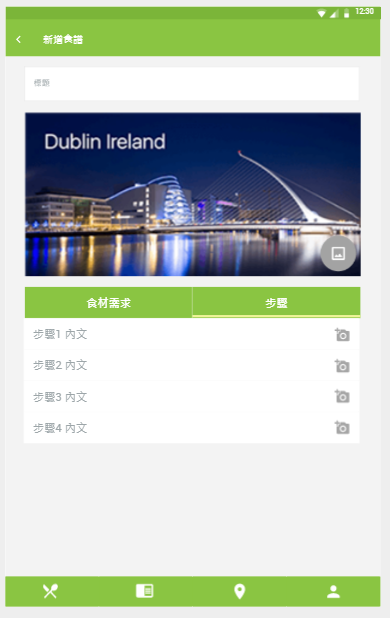 12:30
新增食譜
標題
Dublin Ireland
食材需求
步驟
步驟1 內文
步驟2 內文
步驟3 內文
步驟4 內文